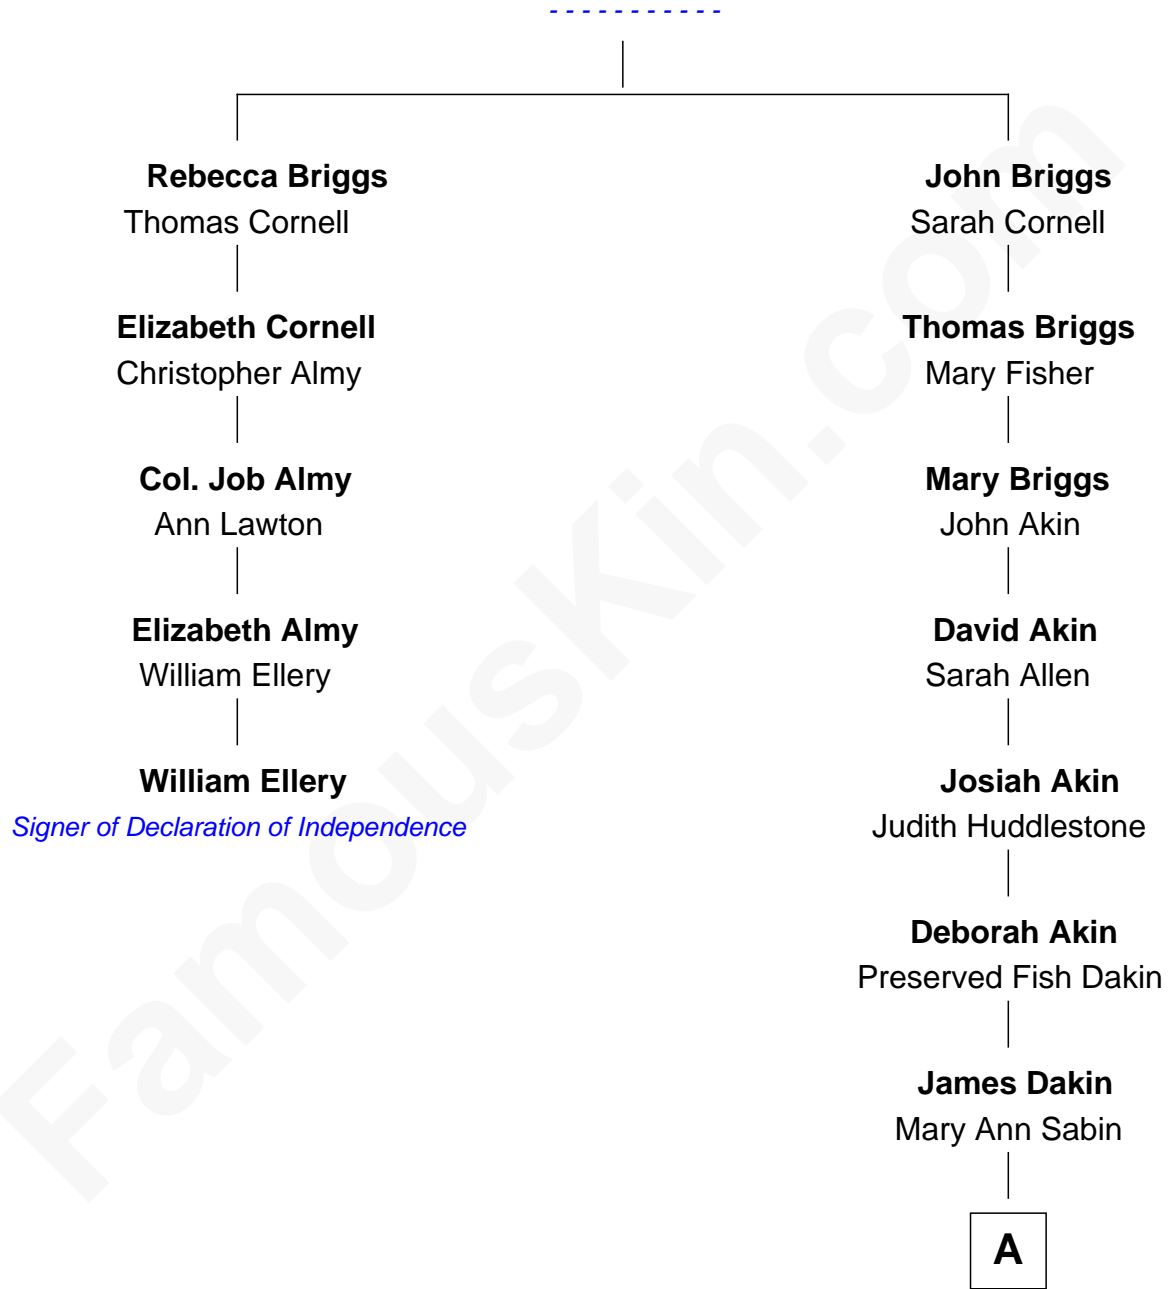 - - - - - - - - - - -
Rebecca Briggs
Thomas Cornell
John Briggs
Sarah Cornell
Elizabeth Cornell
Christopher Almy
Thomas Briggs
Mary Fisher
Col. Job Almy
Ann Lawton
Mary Briggs
John Akin
Elizabeth Almy
William Ellery
David Akin
Sarah Allen
William Ellery
Signer of Declaration of Independence
Josiah Akin
Judith Huddlestone
Deborah Akin
Preserved Fish Dakin
James Dakin
Mary Ann Sabin
A
FamousKin.com